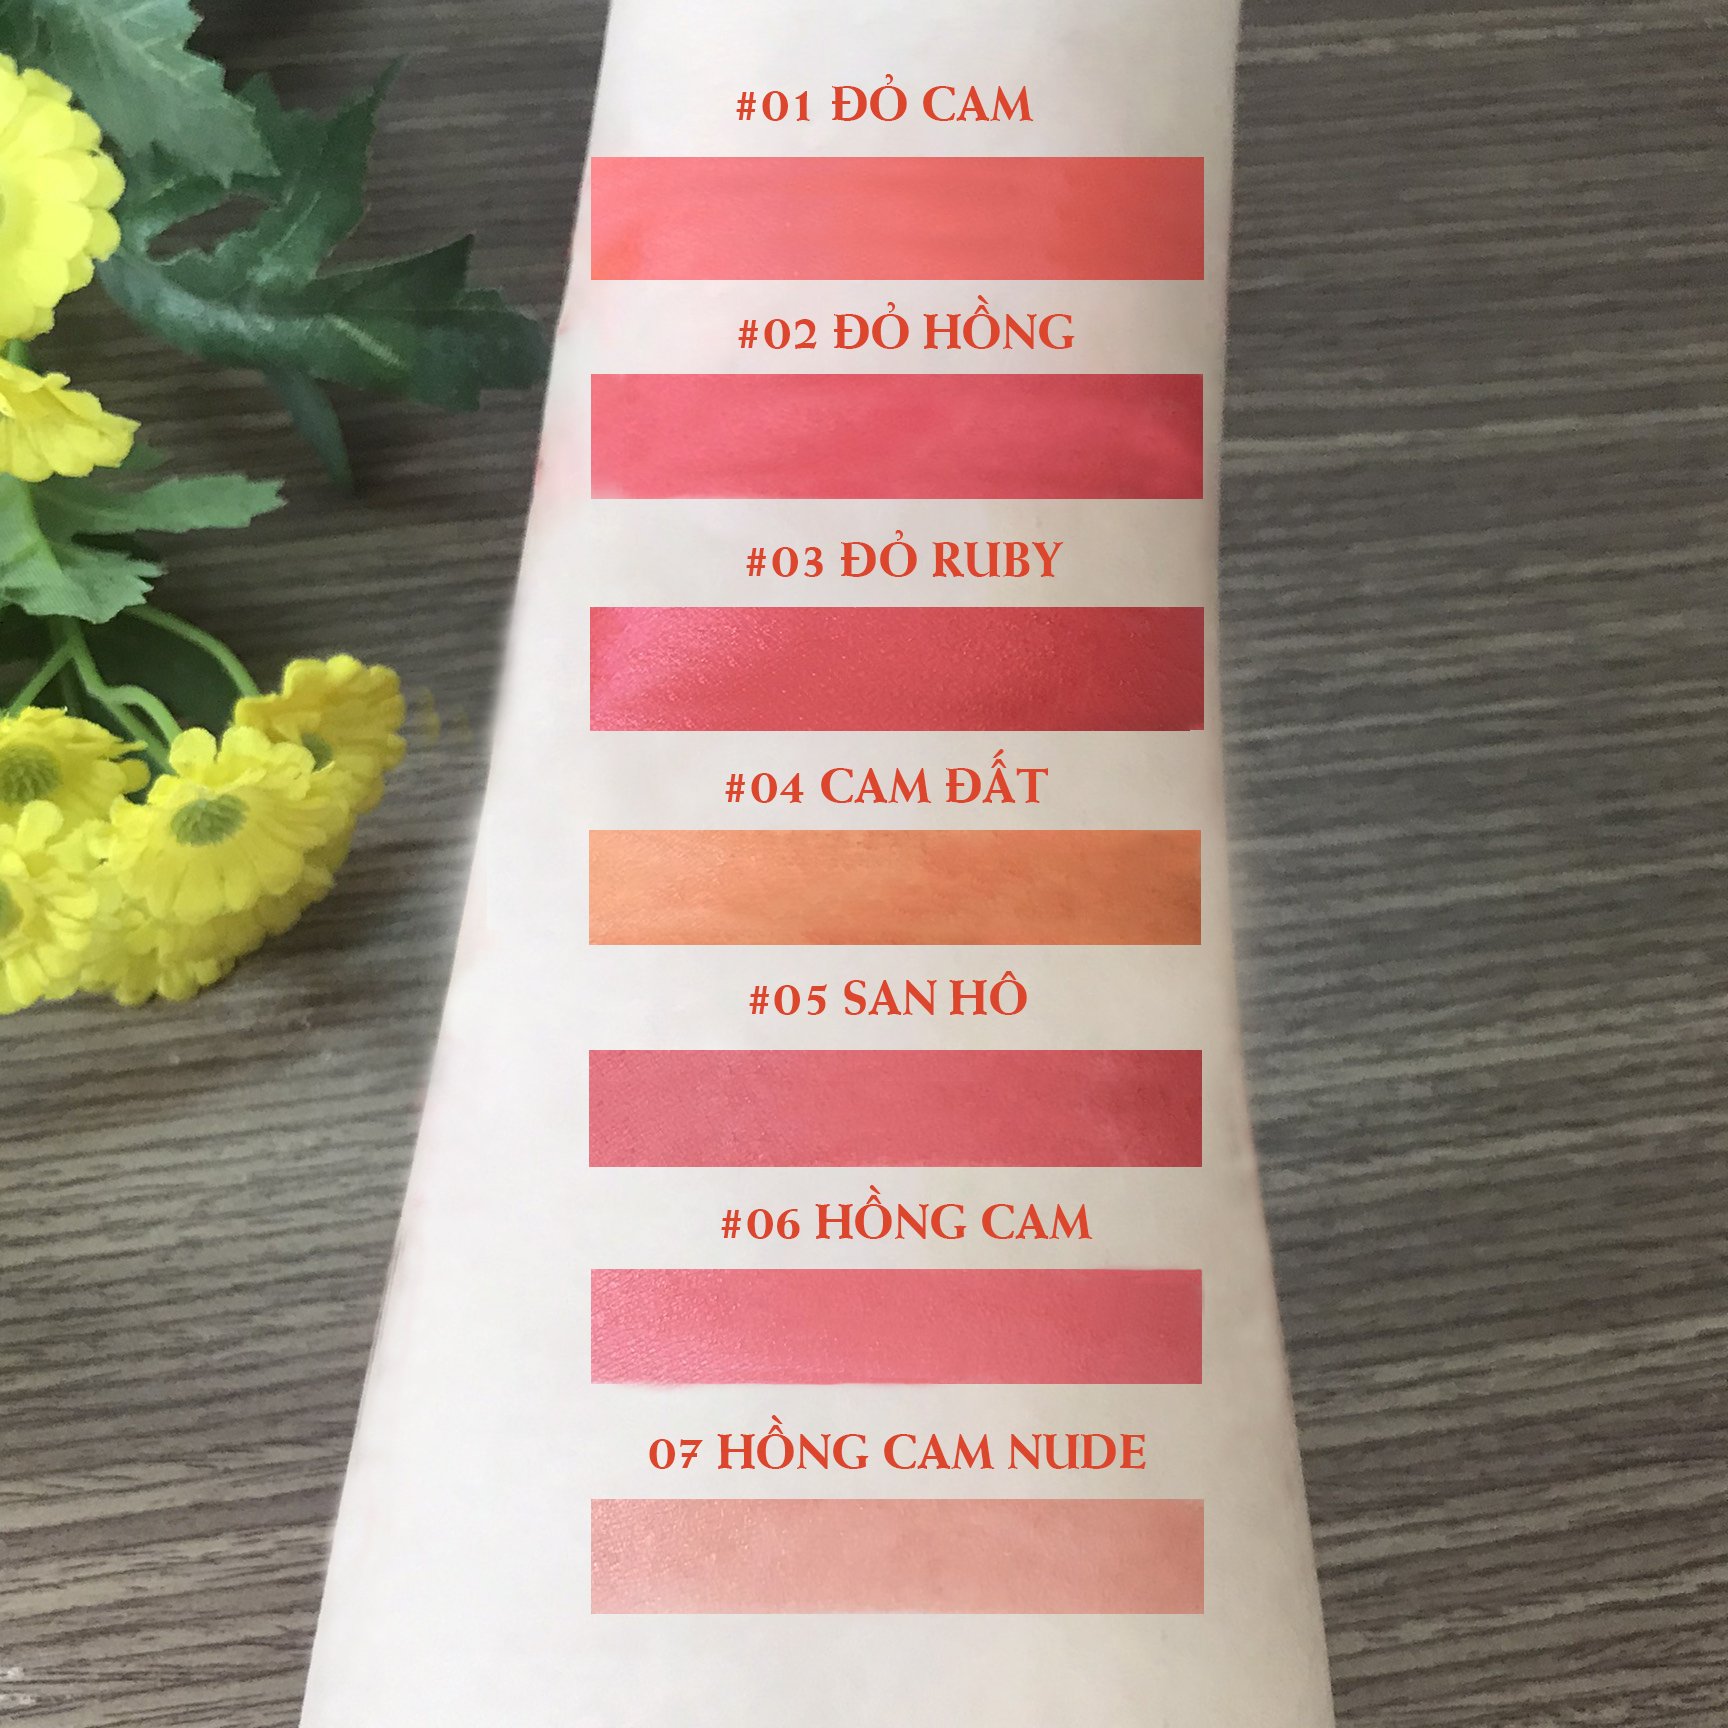 #01 ĐỎ CAM
#02 ĐỎ HỒNG
#03 ĐỎ RUBY
#04 CAM ĐẤT
#05 SAN HÔ
#06 HỒNG CAM
07 HỒNG CAM NUDE